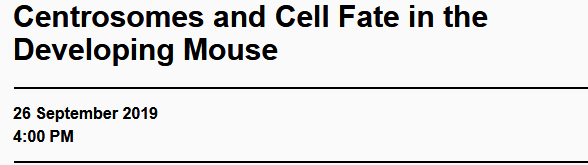 Centrosomes and Cell Fate in the
Developing Mouse
26 September 2019
4:00 PM